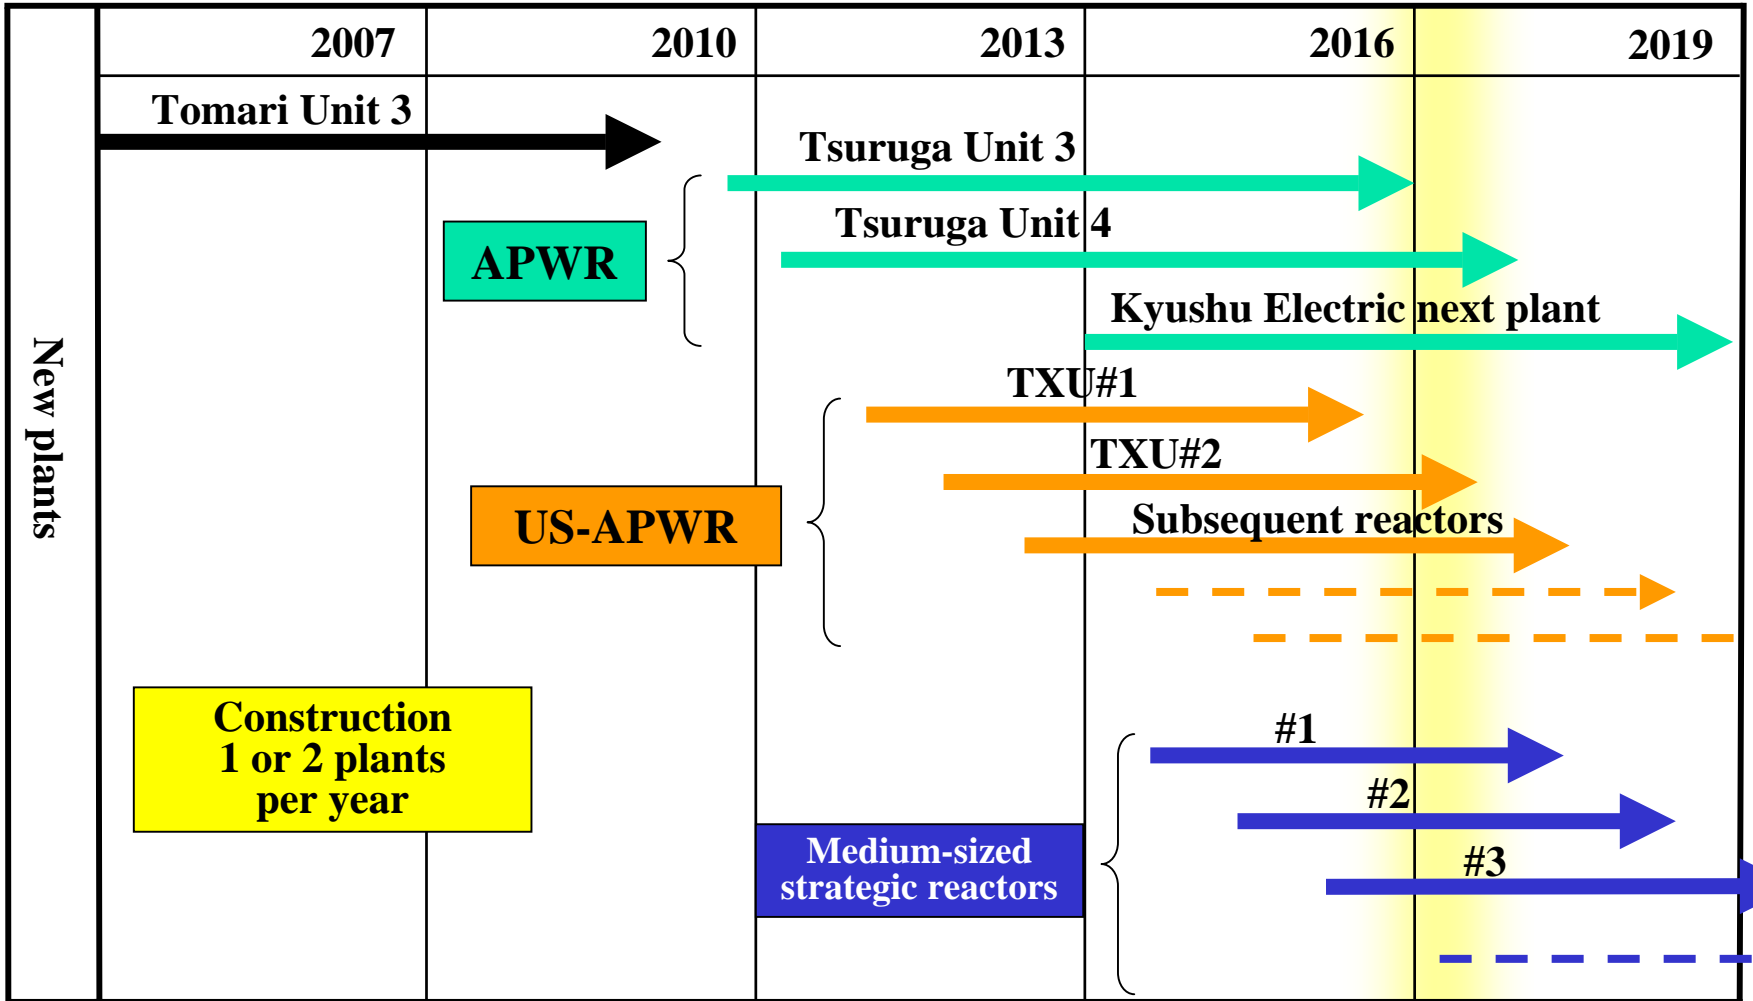 2007
2010
2013
2016
2019
New plants
Tomari Unit 3
Tsuruga Unit 3
Tsuruga Unit 4
APWR
Kyushu Electric next plant
TXU#1
TXU#2
US-APWR
Subsequent reactors
Construction
1 or 2 plants
per year
#1
#2
Medium-sized
strategic reactors
#3